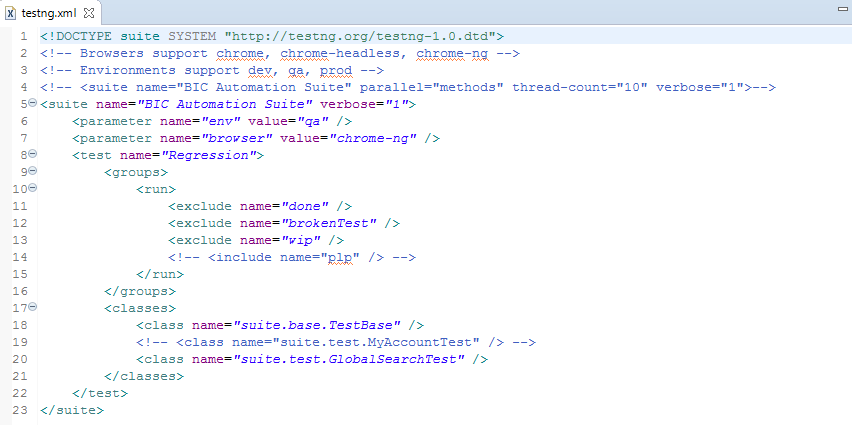 testng.xml
1 <!DOCTYPE suite SYSTEM "http://testng.org/testng-1.0.dtd">
2 <!-- Browsers support chrome, chrome-headless, chrome-ng -->
3 <!-- Environments support dev, qa, prod -->
4 <!-- <suite name="BIC Automation Suite" parallel="methods" thread-count="10" verbose="1">-->
5 <suite name="BIC Automation Suite" verbose="1">
6     <parameter name="env" value="qa" />
7     <parameter name="browser" value="chrome-ng" />
8     <test name="Regression">
9         <groups>
10             <run>
11                 <exclude name="done" />
12                 <exclude name="brokenTest" />
13                 <exclude name="wip" />
14                 <!-- <include name="plp" /> -->
15             </run>
16         </groups>
17         <classes>
18             <class name="suite.base.TestBase" />
19             <!-- <class name="suite.test.MyAccountTest" /> -->
20             <class name="suite.test.GlobalSearchTest" />
21         </classes>
22     </test>
23 </suite>